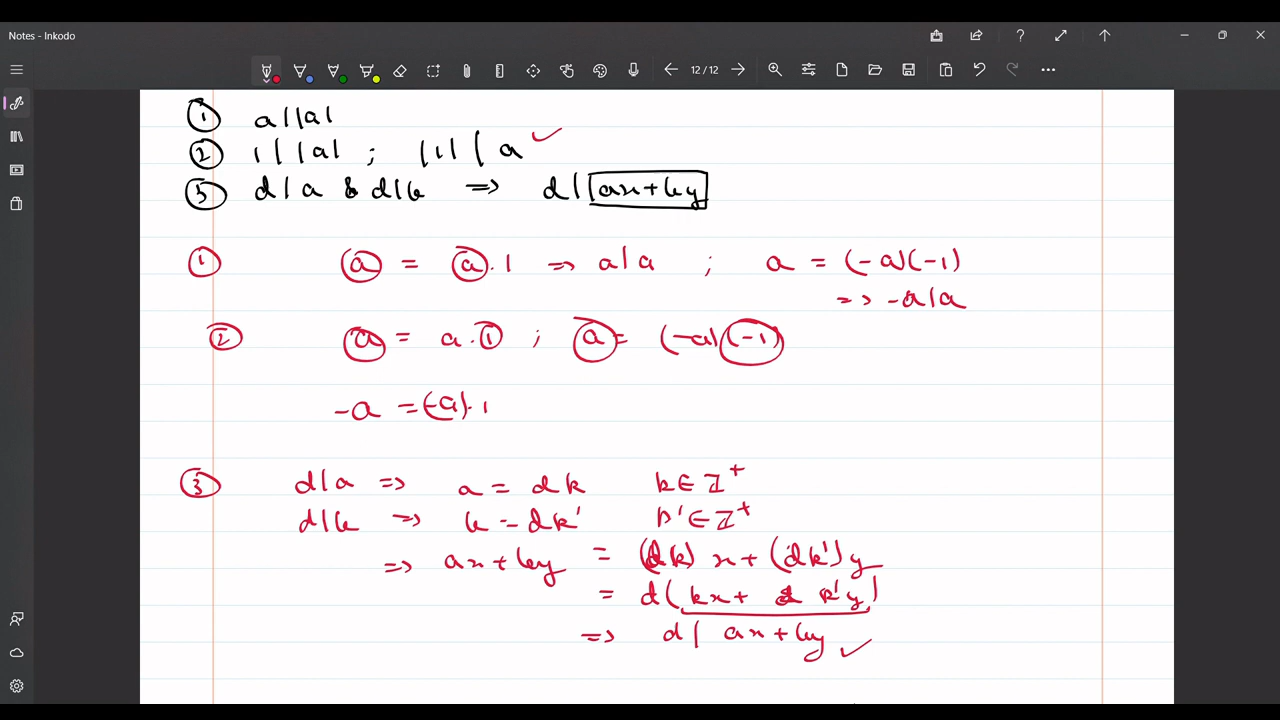 Notes - Inkodo
12/12
① a||a|
② 1||a| ; |1| | a ✓
③ d|a & d|b ⇒ d| ax+by
① a = a·1 ⇒ a|a ; a = (-a)(-1)
⇒ -a|a
② a = a·1 ; a = (-a)(-1)
-a = (-a)·1
③ d|a ⇒ a = dk k∈Z⁺
d|b ⇒ b = dk' k'∈Z⁺
⇒ ax+by = (dk) x + (dk')y
= d(kx + k'y)
⇒ d| ax+by ✓